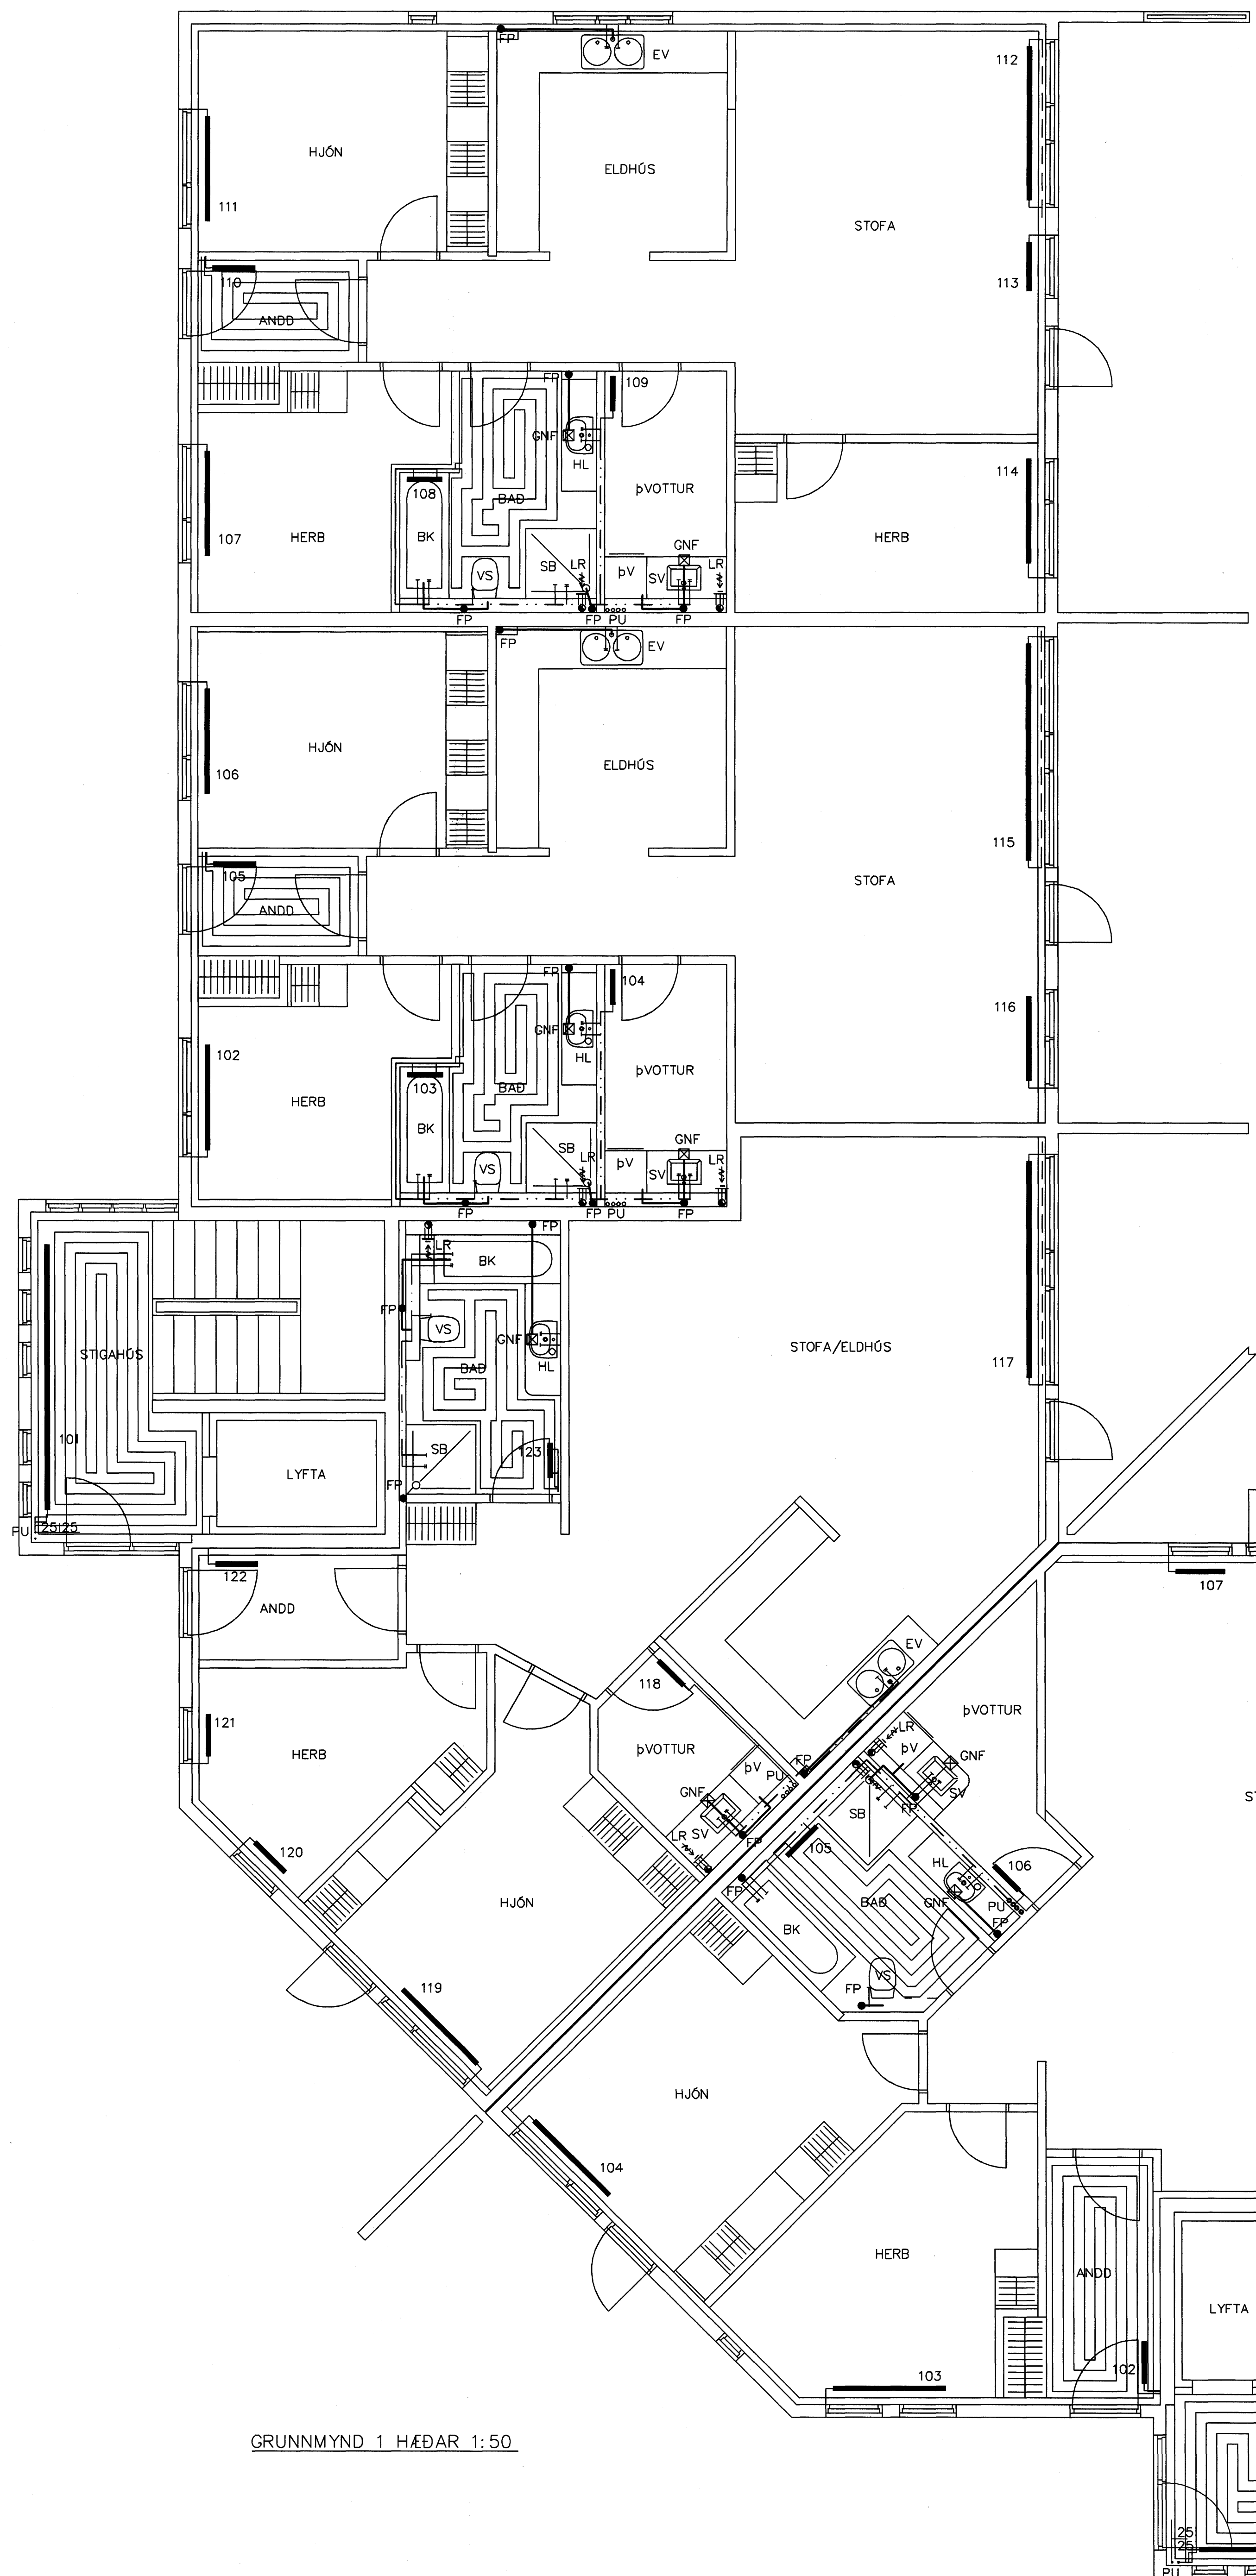 FP
EV
112
HJÓN
ELDHÚS
111
STOFA
110
113
ANDD
FP
109
GNF
HL
114
108
BAÐ
ÞVOTTUR
107
HERB
BK
HERB
GNF
VS
SB
LR
ÞV
SV
LR
FP
FP
PU
FP
FP
EV
HJÓN
ELDHÚS
106
115
105
STOFA
ANDD
FP
104
GNF
116
102
HL
103
BAÐ
ÞVOTTUR
HERB
BK
GNF
SB
LR
VS
ÞV
SV
LR
FP
FP
PU
FP
FP
LR
BK
FP
VS
GNF
STIGAHÚS
BAÐ
HL
STOFA/ELDHÚS
117
101
SB
123
LYFTA
FP
PU
25
25
122
107
ANDD
118
EV
121
ÞVOTTUR
LR
HERB
ÞVOTTUR
ÞV
GNF
ÞV
PU
FP
SV
GNF
FP
SB
LR
SV
FP
105
120
HL
106
FP
HJÓN
BAÐ
GNF
PU
BK
FP
VS
119
FP
HJÓN
104
HERB
ANDD
LYFTA
102
103
GRUNNMYND 1 HÆÐAR 1:50
25
25
PU